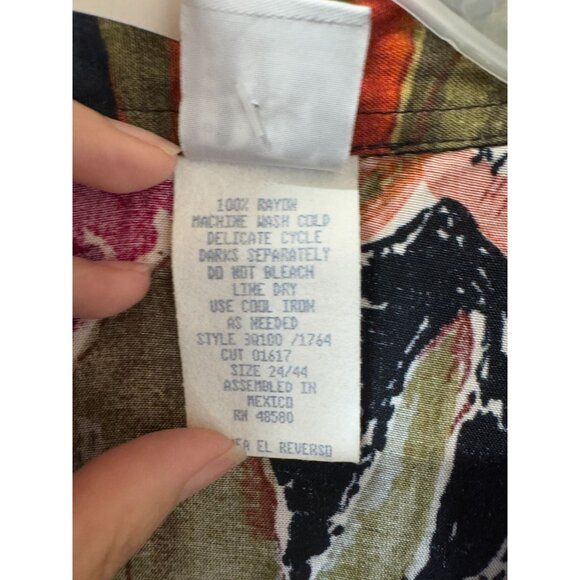 100% RAYON
MACHINE WASH COLD
DELICATE CYCLE
DARKS SEPARATELY
DO NOT BLEACH
LINE DRY
USE COOL IRON
AS NEEDED
STYLE 3Q100 /1764
CUT 01617
SIZE 24/44
ASSEMBLED IN
MEXICO
RN 48580
EL REVERSO